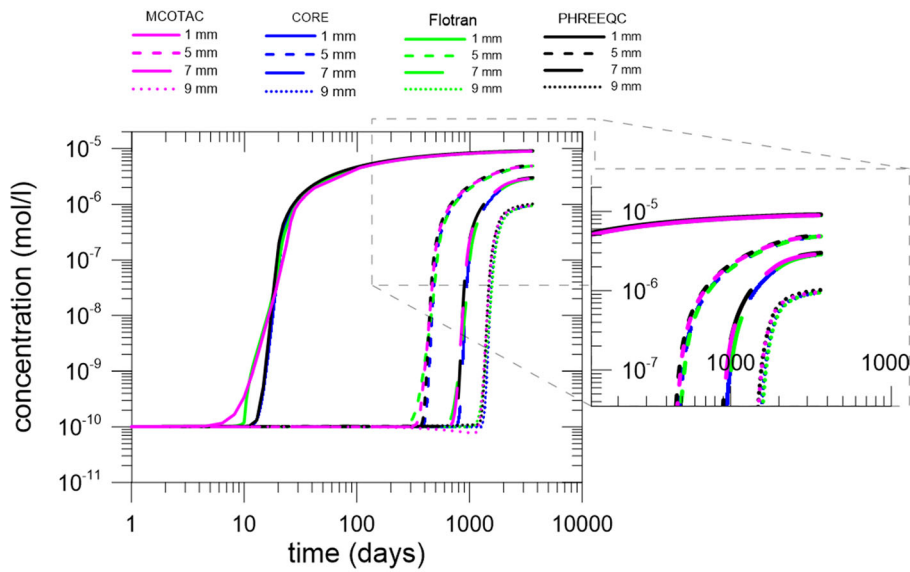 MCOTAC CORE Flotran PHREEQC
1 mm 1 mm 1 mm 1 mm
5 mm 5 mm 5 mm 5 mm
7 mm 7 mm 7 mm 7 mm
9 mm 9 mm 9 mm 9 mm
10-5
10-6
10-7
10-8
10-9
10-10
10-11
concentration (mol/l)
1 10 100 1000 10000
time (days)
10-5
10-6
10-7
1000 1000